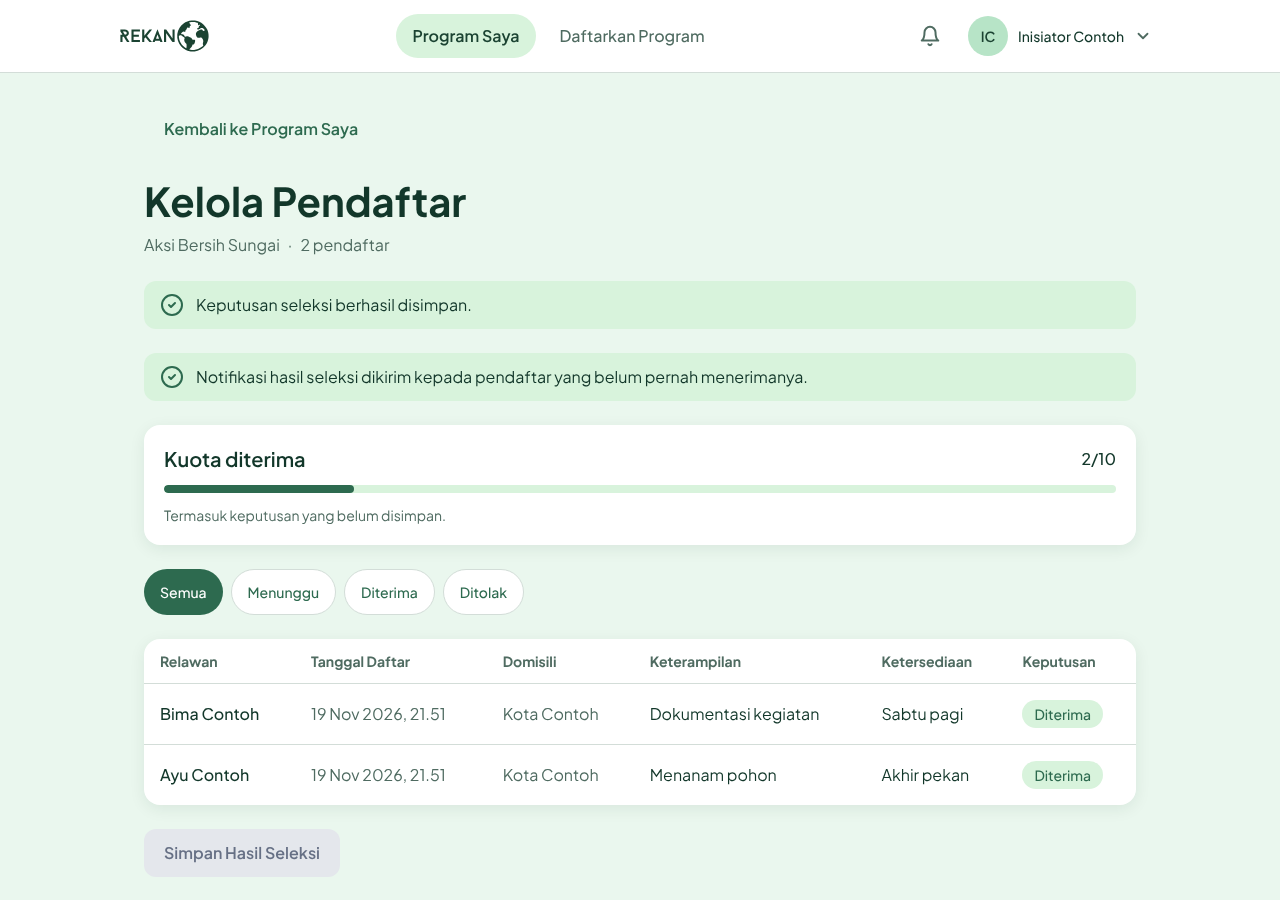 REKAN
Program Saya
Daftarkan Program
IC
Inisiator Contoh
Kembali ke Program Saya
Kelola Pendaftar
Aksi Bersih Sungai · 2 pendaftar
Keputusan seleksi berhasil disimpan.
Notifikasi hasil seleksi dikirim kepada pendaftar yang belum pernah menerimanya.
Kuota diterima 2/10
Termasuk keputusan yang belum disimpan.
Semua Menunggu Diterima Ditolak
Relawan Tanggal Daftar Domisili Keterampilan Ketersediaan Keputusan
Bima Contoh 19 Nov 2026, 21.51 Kota Contoh Dokumentasi kegiatan Sabtu pagi Diterima
Ayu Contoh 19 Nov 2026, 21.51 Kota Contoh Menanam pohon Akhir pekan Diterima
Simpan Hasil Seleksi